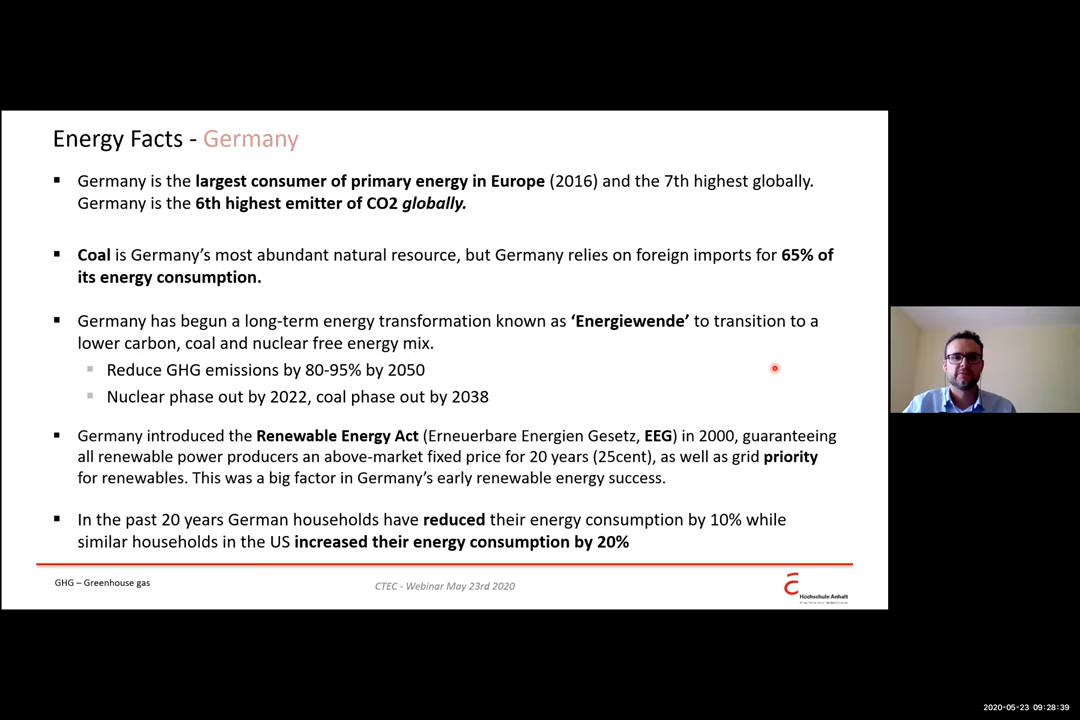 Energy Facts - Germany
▪ Germany is the largest consumer of primary energy in Europe (2016) and the 7th highest globally.
Germany is the 6th highest emitter of CO2 globally.
▪ Coal is Germany's most abundant natural resource, but Germany relies on foreign imports for 65% of
its energy consumption.
▪ Germany has begun a long-term energy transformation known as ‘Energiewende’ to transition to a
lower carbon, coal and nuclear free energy mix.
▪ Reduce GHG emissions by 80-95% by 2050
▪ Nuclear phase out by 2022, coal phase out by 2038
▪ Germany introduced the Renewable Energy Act (Erneuerbare Energien Gesetz, EEG) in 2000, guaranteeing
all renewable power producers an above-market fixed price for 20 years (25cent), as well as grid priority
for renewables. This was a big factor in Germany's early renewable energy success.
▪ In the past 20 years German households have reduced their energy consumption by 10% while
similar households in the US increased their energy consumption by 20%
GHG – Greenhouse gas
CTEC - Webinar May 23rd 2020
Hochschule Anhalt
2020-05-23 09:28:39